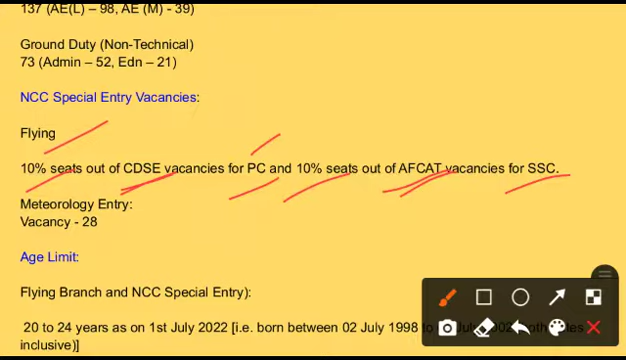 137 (AE(L) – 98, AE (M) - 39)
Ground Duty (Non-Technical)
73 (Admin – 52, Edn – 21)
NCC Special Entry Vacancies:
Flying
10% seats out of CDSE vacancies for PC and 10% seats out of AFCAT vacancies for SSC.
Meteorology Entry:
Vacancy - 28
Age Limit:
Flying Branch and NCC Special Entry):
20 to 24 years as on 1st July 2022 [i.e. born between 02 July 1998
inclusive)]